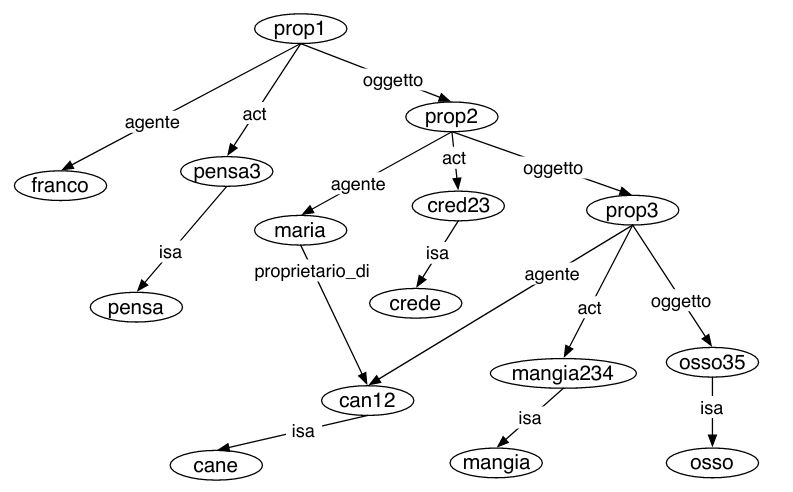 prop1
oggetto
agente
act
prop2
franco
pensa3
agente
act
oggetto
maria
cred23
prop3
isa
proprietario_di
isa
agente
act
oggetto
pensa
crede
can12
mangia234
osso35
isa
isa
isa
cane
mangia
osso